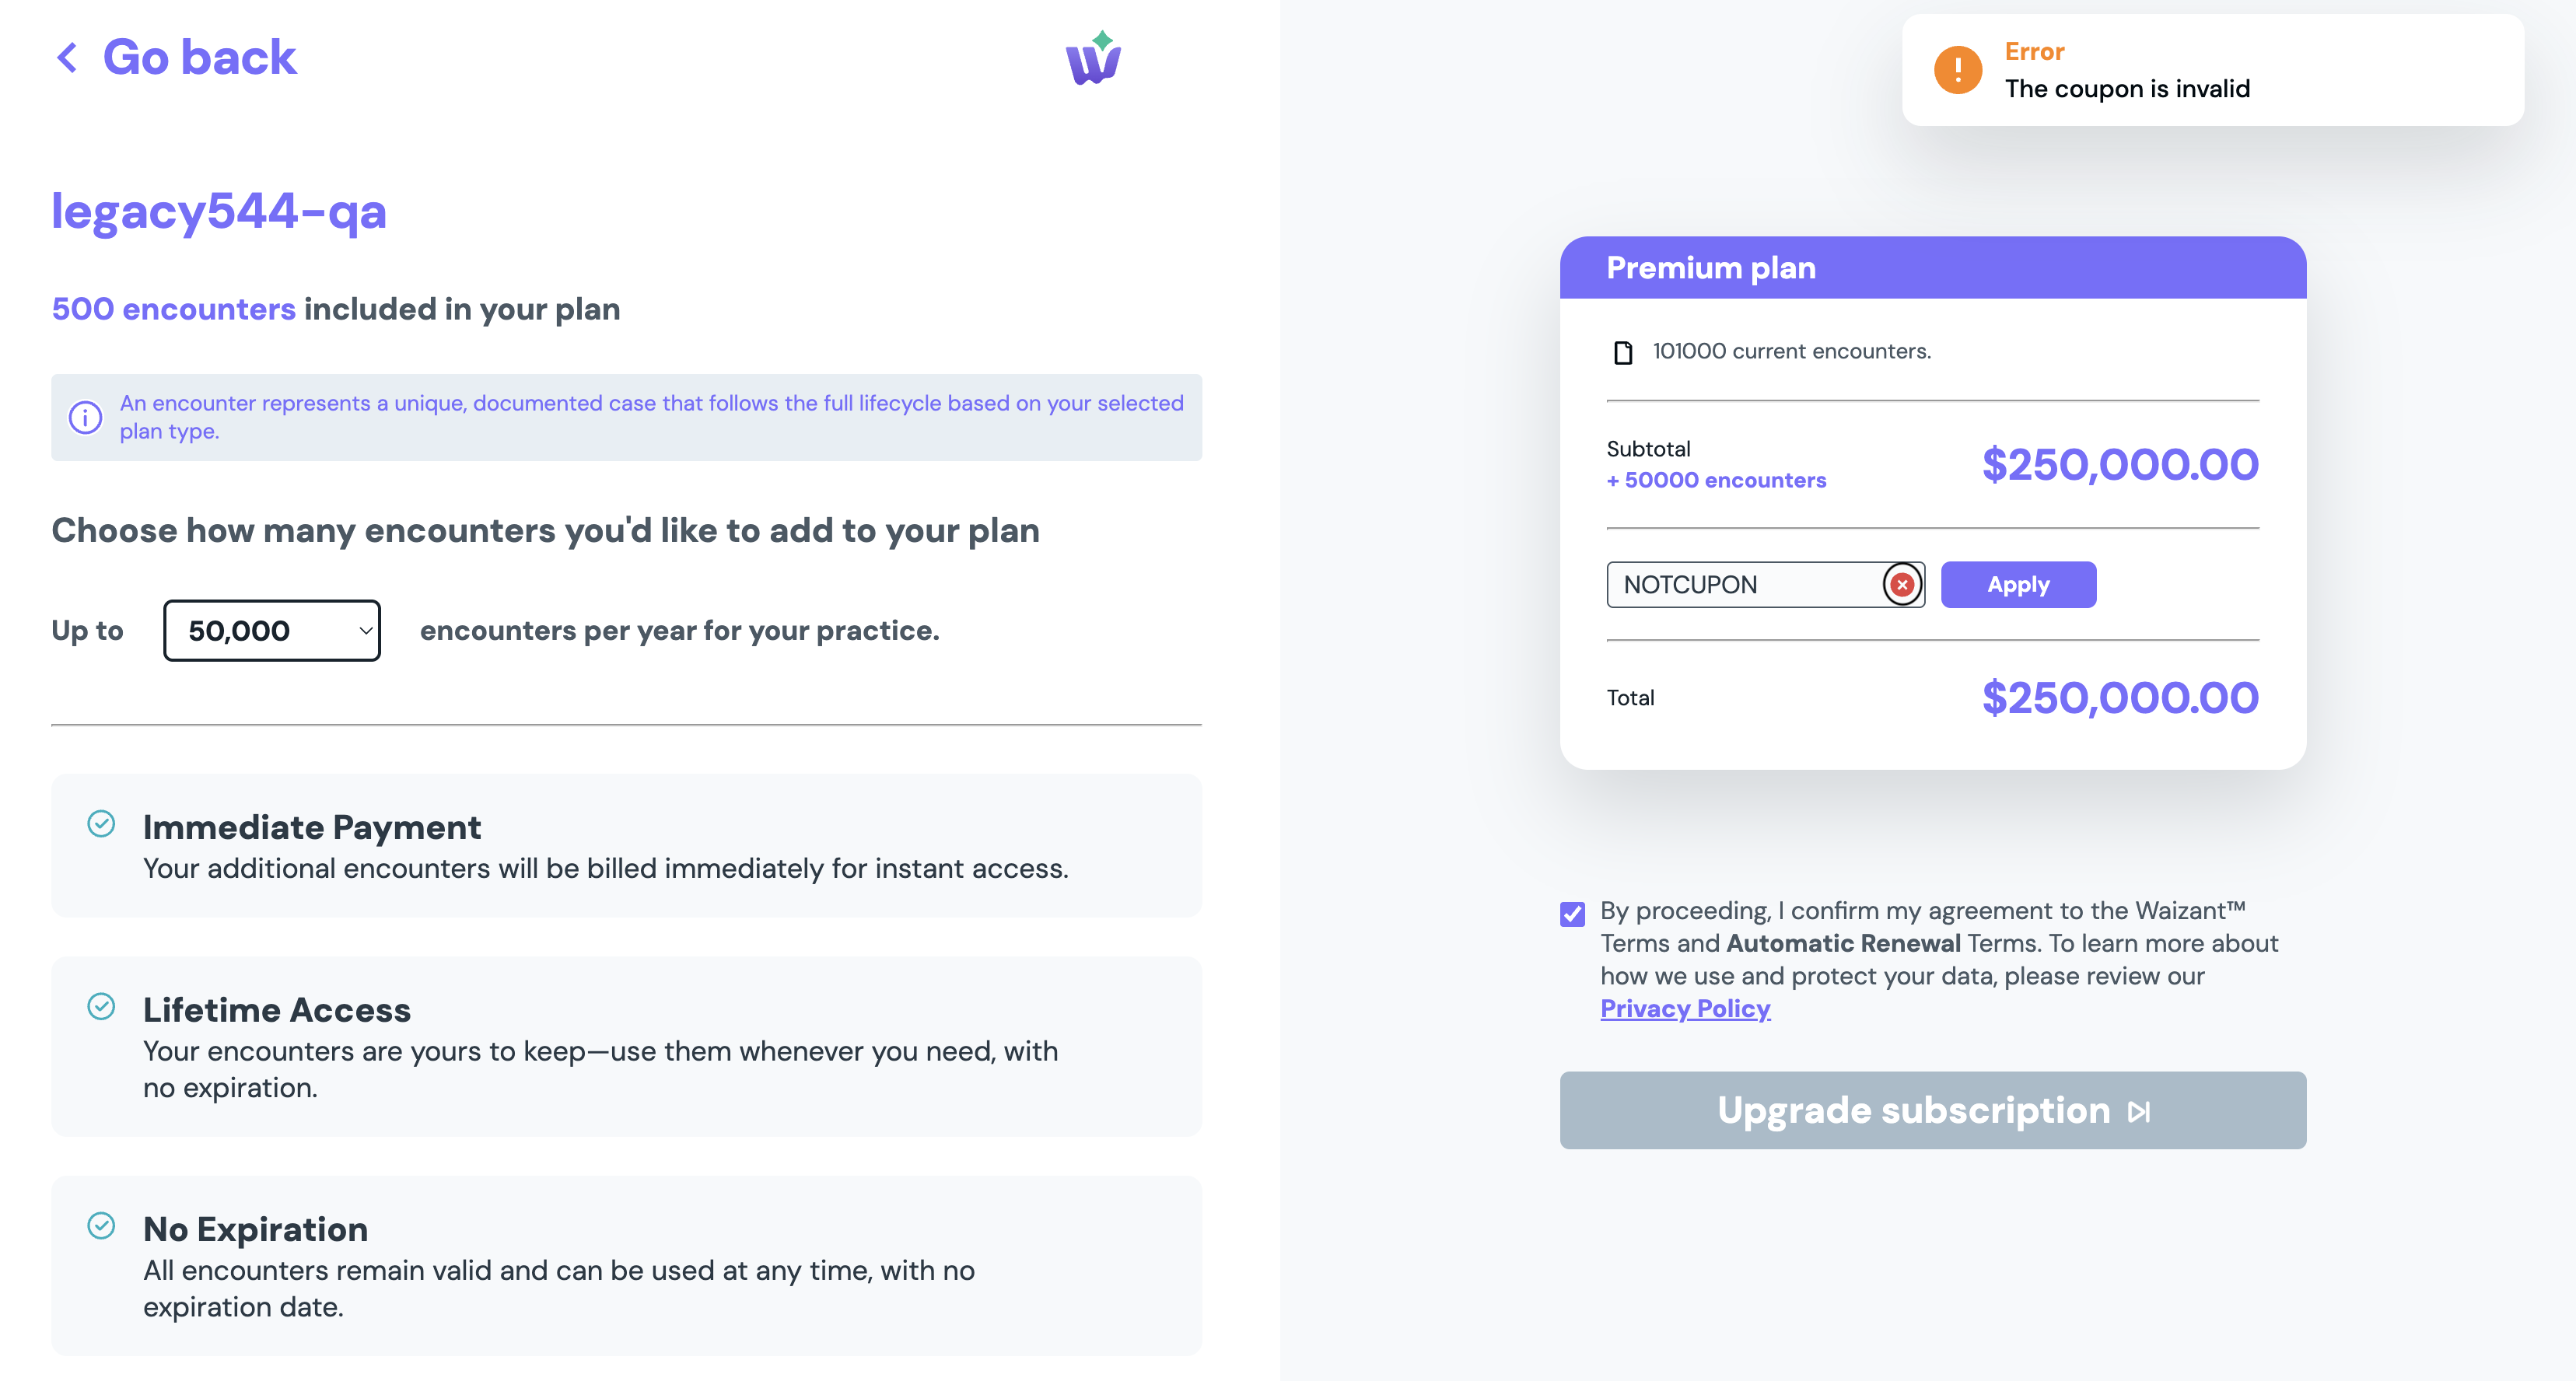 Go back
legacy544-qa
500 encounters included in your plan
An encounter represents a unique, documented case that follows the full lifecycle based on your selected
plan type.
Choose how many encounters you'd like to add to your plan
Up to 50,000 encounters per year for your practice.
Immediate Payment
Your additional encounters will be billed immediately for instant access.
Lifetime Access
Your encounters are yours to keep—use them whenever you need, with
no expiration.
No Expiration
All encounters remain valid and can be used at any time, with no
expiration date.
Error
The coupon is invalid
Premium plan
101000 current encounters.
Subtotal
+ 50000 encounters
$250,000.00
NOTCUPON
Apply
Total
$250,000.00
By proceeding, I confirm my agreement to the Waizant™
Terms and Automatic Renewal Terms. To learn more about
how we use and protect your data, please review our
Privacy Policy
Upgrade subscription